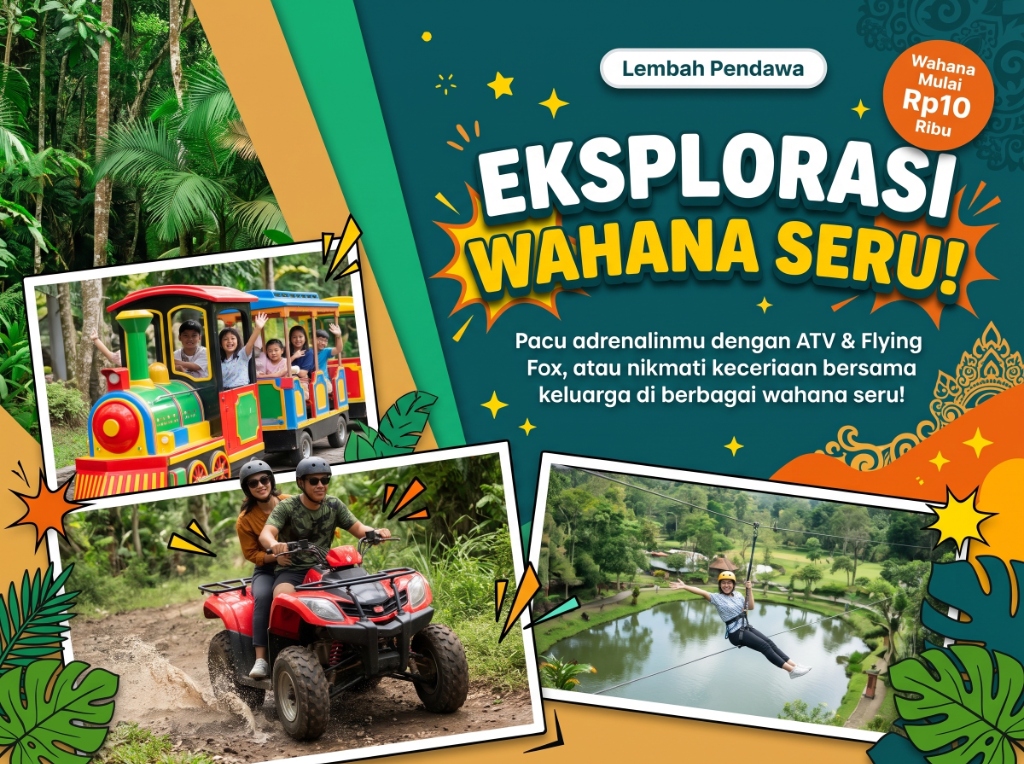 Lembah Pendawa
Wahana
Mulai
Rp10
Ribu
EKSPLORASI
WAHANA SERU!
Pacu adrenalinmu dengan ATV & Flying
Fox, atau nikmati keceriaan bersama
keluarga di berbagai wahana seru!